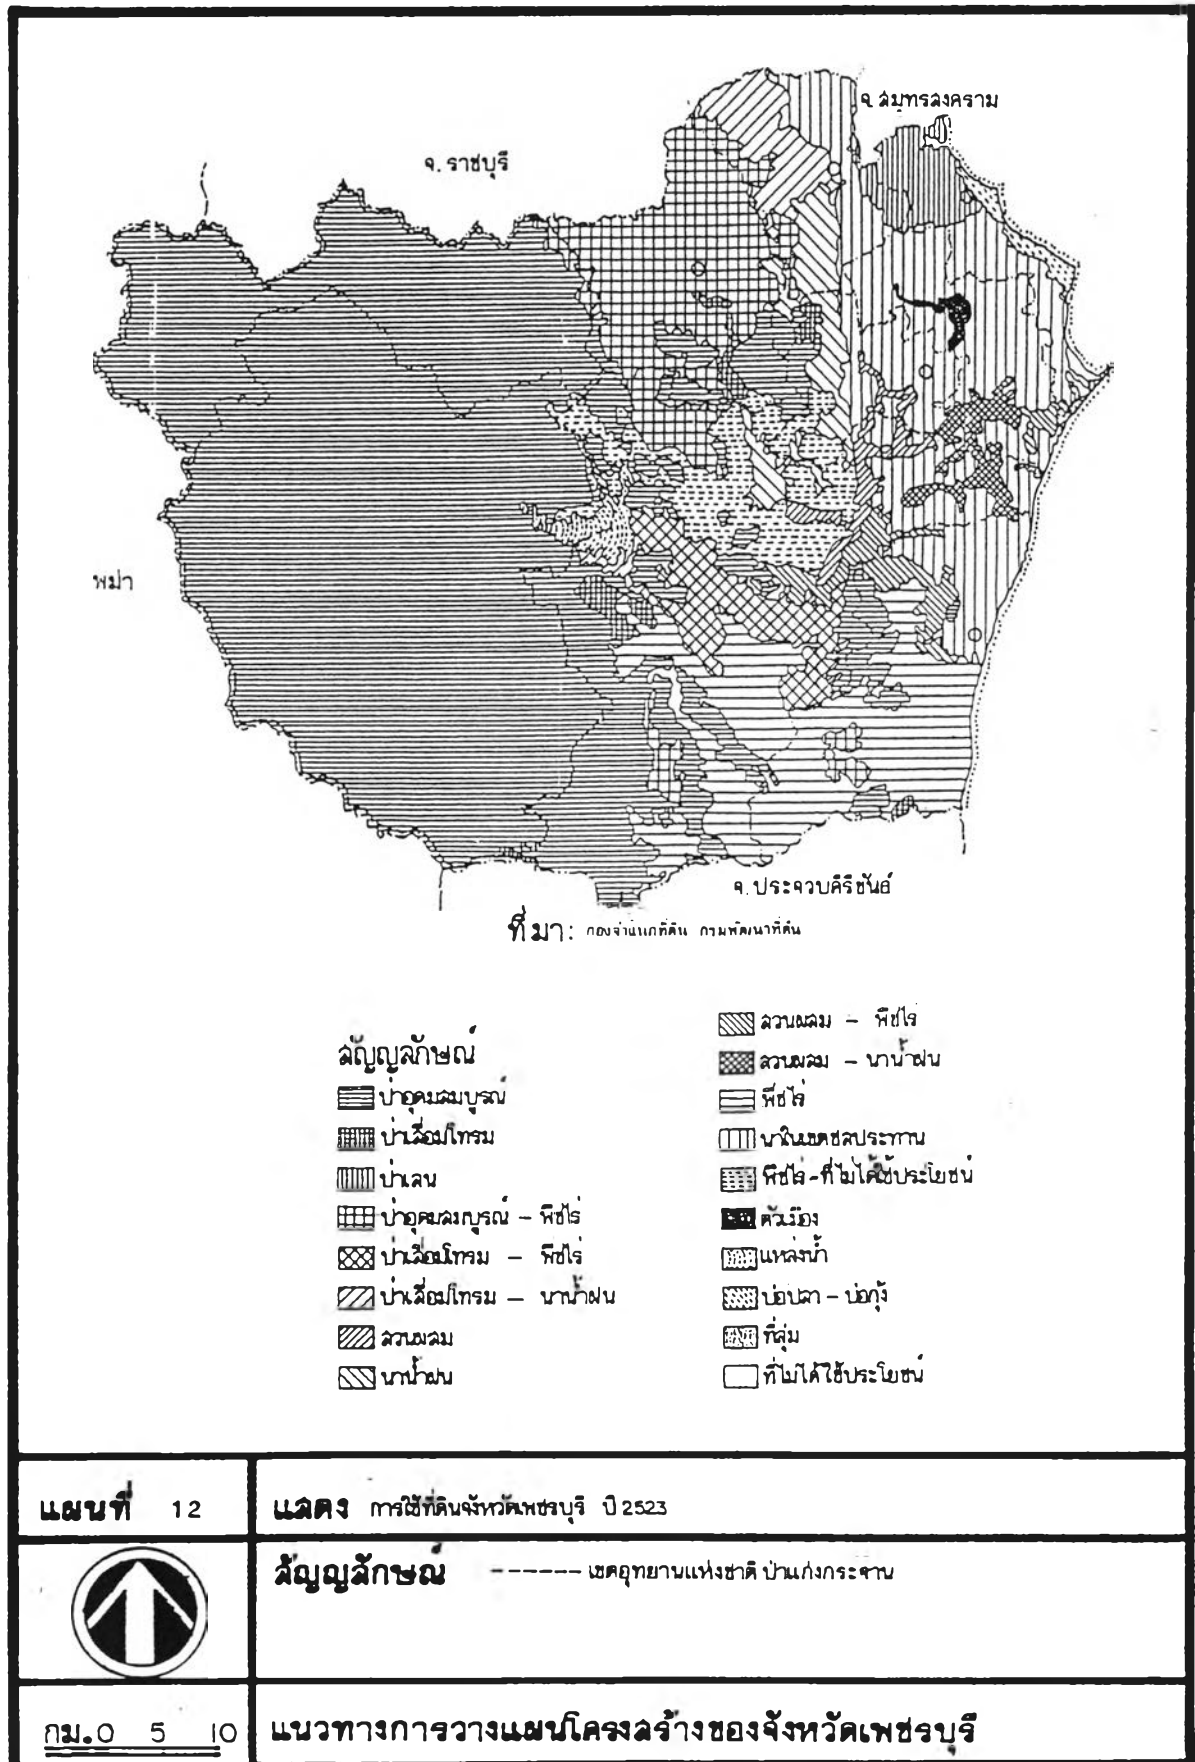 จ.สมุทรสงคราม
จ. ราชบุรี
พม่า
จ.ประจวบคีรีขันธ์
ที่มา: กองจำแนกที่ดิน กรมพัฒนาที่ดิน
สัญญลักษณ์
ป่าอุดมสมบูรณ์
ป่าเสื่อมโทรม
ป่าเลน
ป่าอุดมสมบูรณ์ – พืชไร่
ป่าเสื่อมโทรม – พืชไร่
ป่าเสื่อมโทรม – นาน้ำฝน
สวนผสม
นาน้ำฝน
สวนผสม – พืชไร่
สวนผสม – นาน้ำฝน
พืชไร่
นาในเขตชลประทาน
พืชไร่-ที่ไม่ได้ใช้ประโยชน์
ตัวเมือง
แหล่งน้ำ
บ่อปลา – บ่อกุ้ง
ที่ลุ่ม
ที่ไม่ได้ใช้ประโยชน์
แผนที่ 12
แสดง การใช้ที่ดินจังหวัดเพชรบุรี ปี 2523
สัญญลักษณ์ ------ เขตอุทยานแห่งชาติ ป่าแก่งกระจาน
กม.0 5 10
แนวทางการวางแผนโครงสร้างของจังหวัดเพชรบุรี